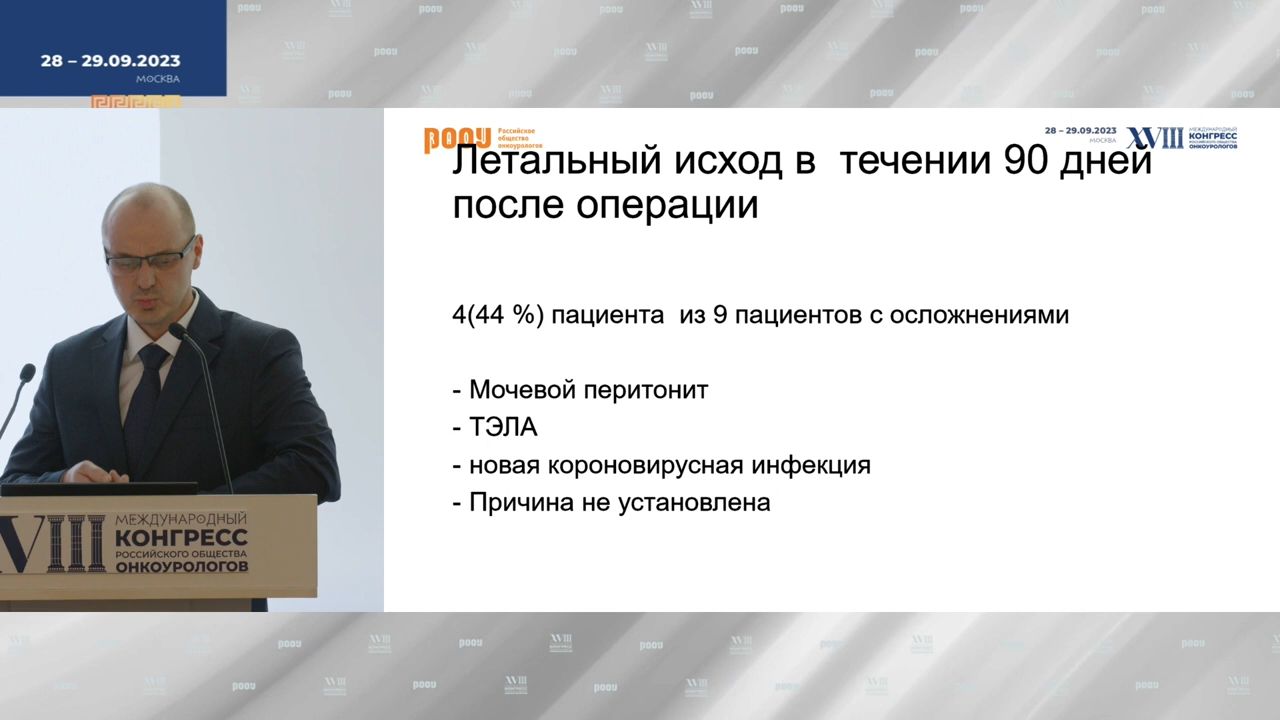 28 – 29.09.2023
МОСКВА
РООУ
Российское
общество
онкоурологов
28 – 29.09.2023
МОСКВА
XVIII
МЕЖДУНАРОДНЫЙ
КОНГРЕСС
РОССИЙСКОГО ОБЩЕСТВА
ОНКОУРОЛОГОВ
Летальный исход в  течении 90 дней
после операции
4(44 %) пациента  из 9 пациентов с осложнениями
- Мочевой перитонит
- ТЭЛА
- новая короновирусная инфекция
- Причина не установлена
VIII
МЕЖДУНАРОДНЫЙ
КОНГРЕСС
РОССИЙСКОГО ОБЩЕСТВА
ОНКОУРОЛОГОВ